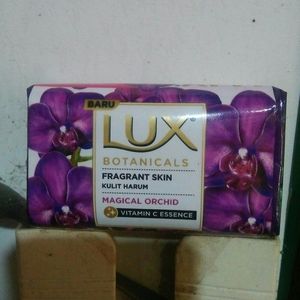 BARU
LUX
BOTANICALS
FRAGRANT SKIN
KULIT HARUM
MAGICAL ORCHID
VITAMIN C ESSENCE